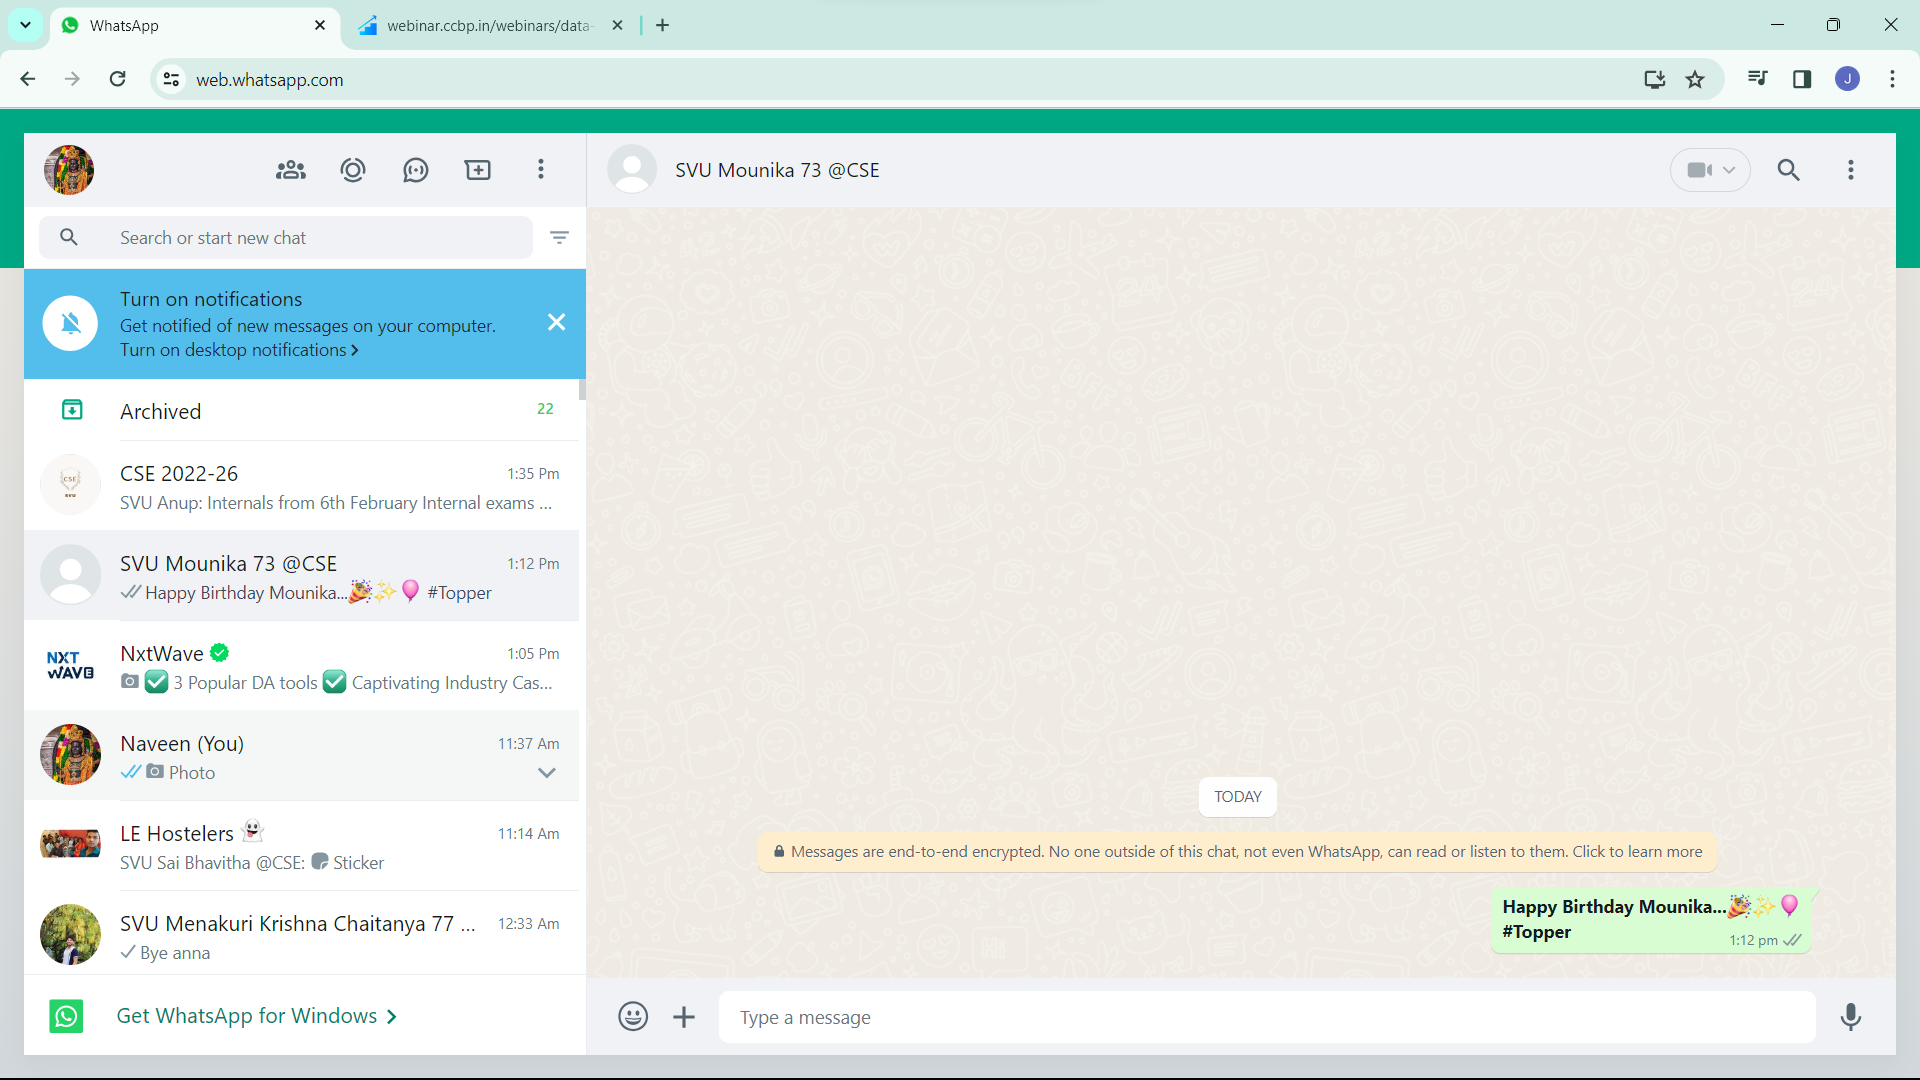 WhatsApp
webinar.ccbp.in/webinars/data-
web.whatsapp.com
J
SVU Mounika 73 @CSE
Search or start new chat
Turn on notifications
Get notified of new messages on your computer.
Turn on desktop notifications >
Archived
22
CSE 2022-26
1:35 Pm
SVU Anup: Internals from 6th February Internal exams ...
CSE
SVU
SVU Mounika 73 @CSE
1:12 Pm
Happy Birthday Mounika...🎉✨🎈 #Topper
NXT
WAVE
NxtWave
1:05 Pm
✅ 3 Popular DA tools ✅ Captivating Industry Cas...
Naveen (You)
11:37 Am
Photo
LE Hostelers 👻
11:14 Am
SVU Sai Bhavitha @CSE: Sticker
SVU Menakuri Krishna Chaitanya 77 ...
12:33 Am
Bye anna
Get WhatsApp for Windows >
TODAY
Messages are end-to-end encrypted. No one outside of this chat, not even WhatsApp, can read or listen to them. Click to learn more
Happy Birthday Mounika...🎉✨🎈
#Topper
1:12 pm
Type a message